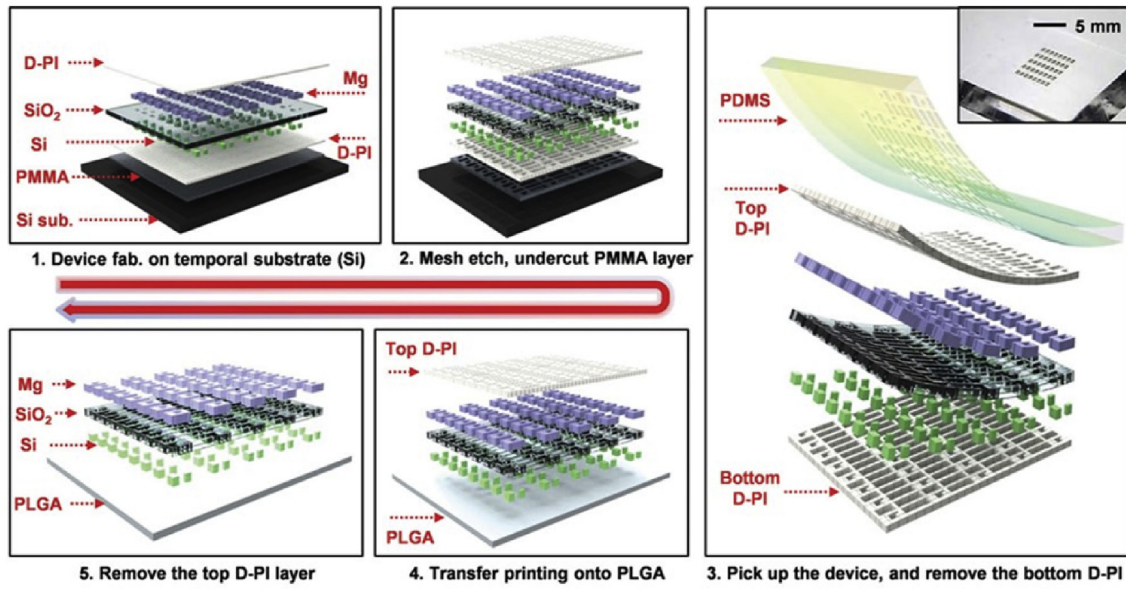 D-PI
Mg
SiO2
Si
D-PI
PMMA
Si sub.
1. Device fab. on temporal substrate (Si)
2. Mesh etch, undercut PMMA layer
5 mm
PDMS
Top
D-PI
Bottom
D-PI
3. Pick up the device, and remove the bottom D-PI
Top D-PI
PLGA
4. Transfer printing onto PLGA
Mg
SiO2
Si
PLGA
5. Remove the top D-PI layer